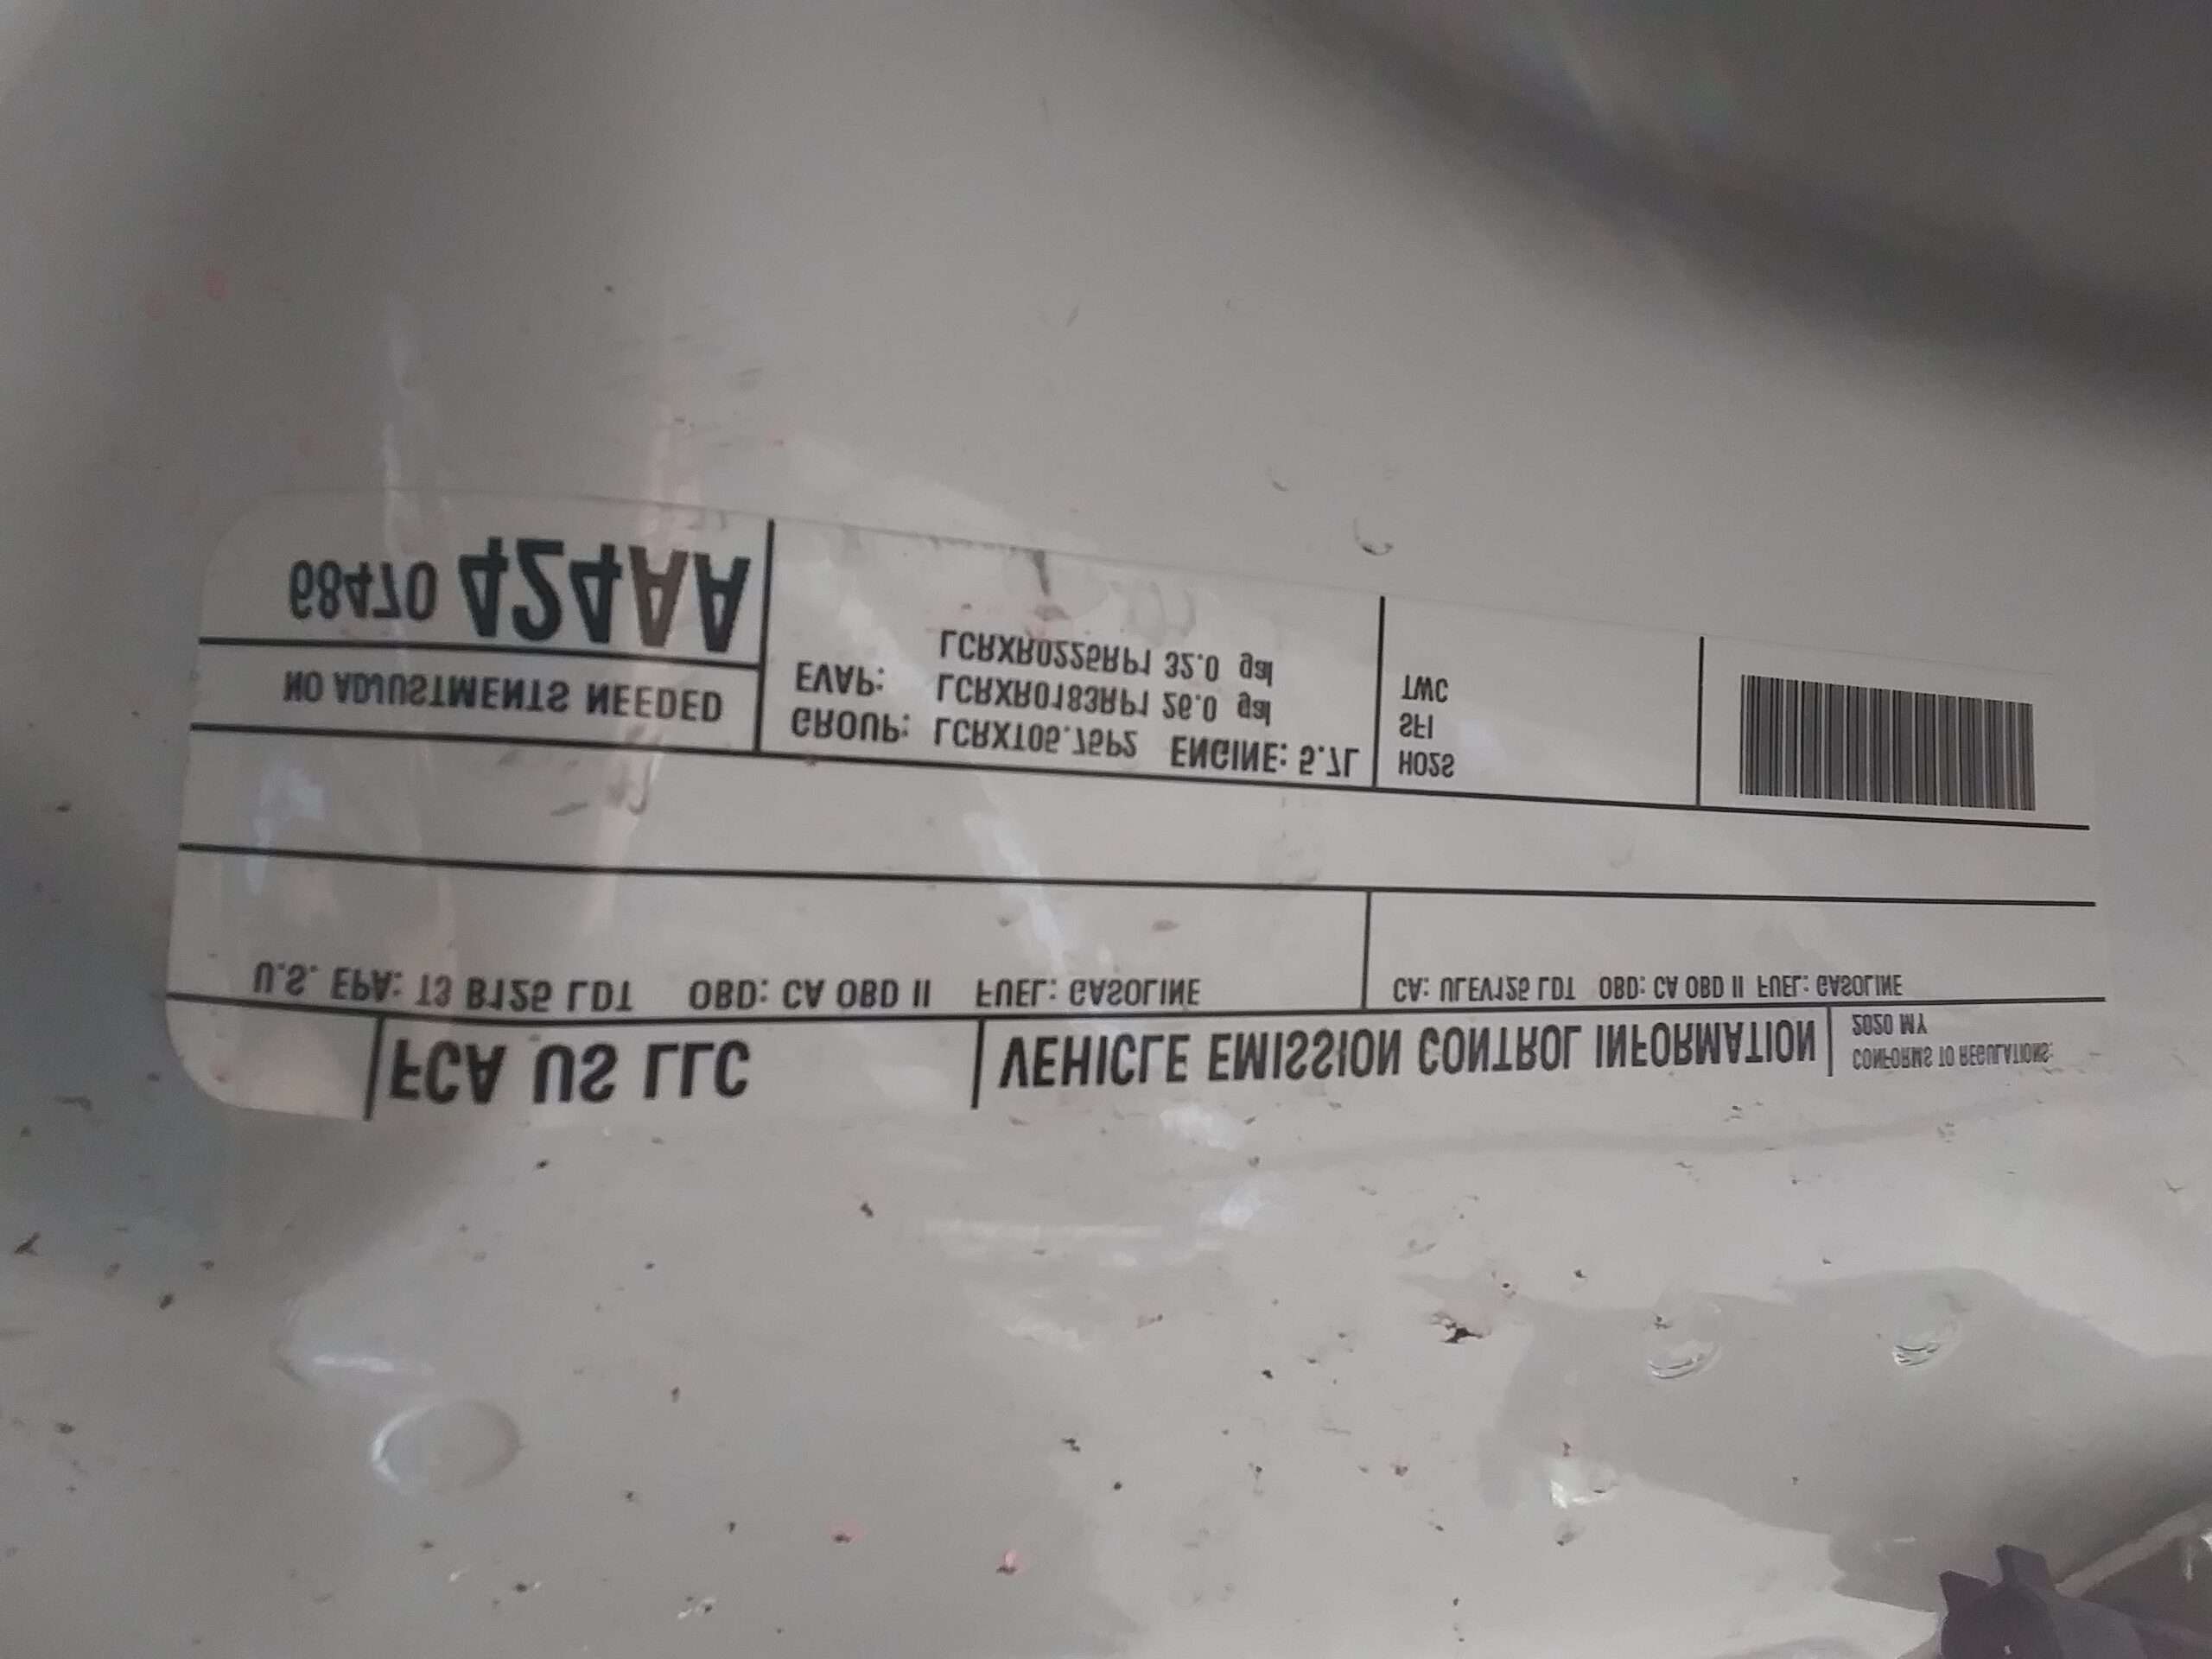 FCA US LLC
VEHICLE EMISSION CONTROL INFORMATION
CONFORMS TO REGULATIONS:
2020 MY
U.S. EPA: T3 B125 LDT OBD: CA OBD II FUEL: GASOLINE
CA: ULEV125 LDT OBD: CA OBD II FUEL: GASOLINE
NO ADJUSTMENTS NEEDED
68470 424AA
GROUP: LCRXT05.75P2 ENGINE: 5.7L
EVAP: LCRXR0183RP1 26.0 gal
LCRXR0225RP1 32.0 gal
HO2S
SFI
TWC